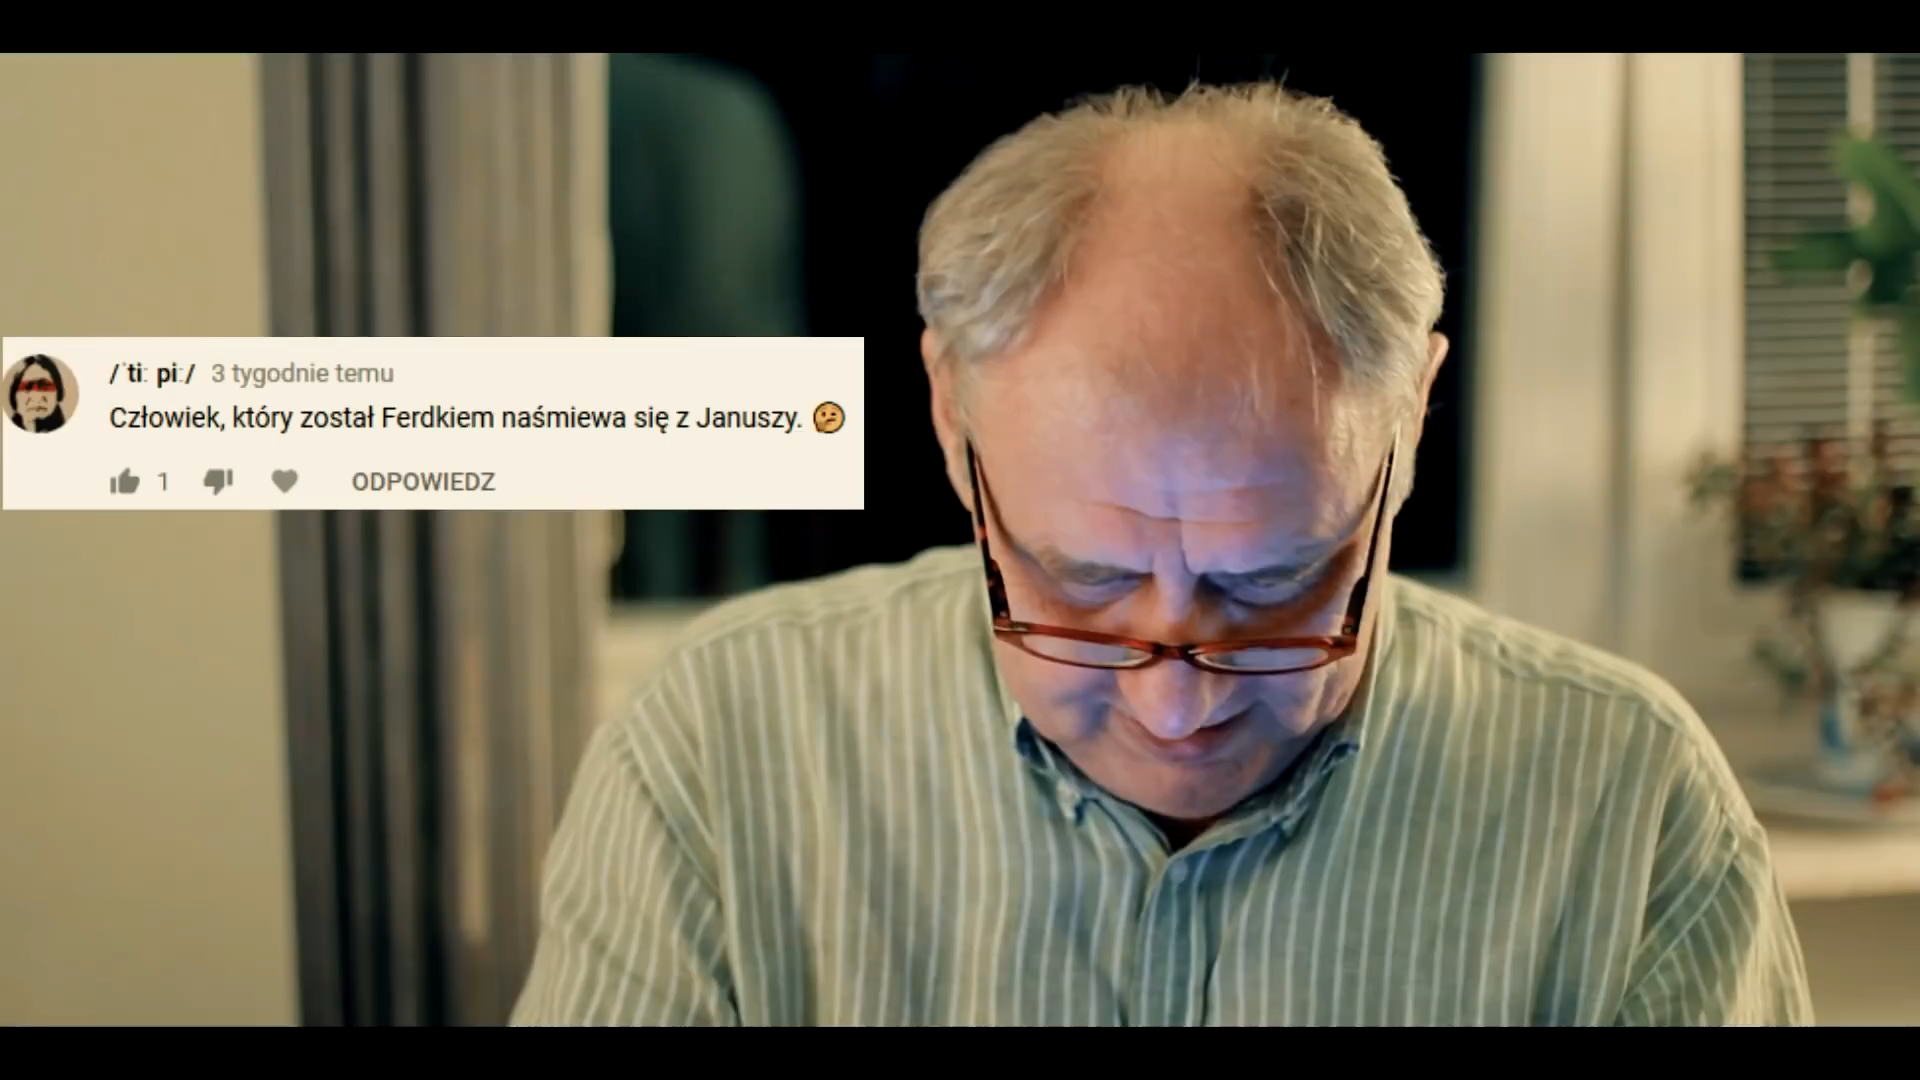 /ˈtiː piː/ 3 tygodnie temu
Człowiek, który został Ferdkiem naśmiewa się z Januszy. 🫤
1 ODPOWIEDZ